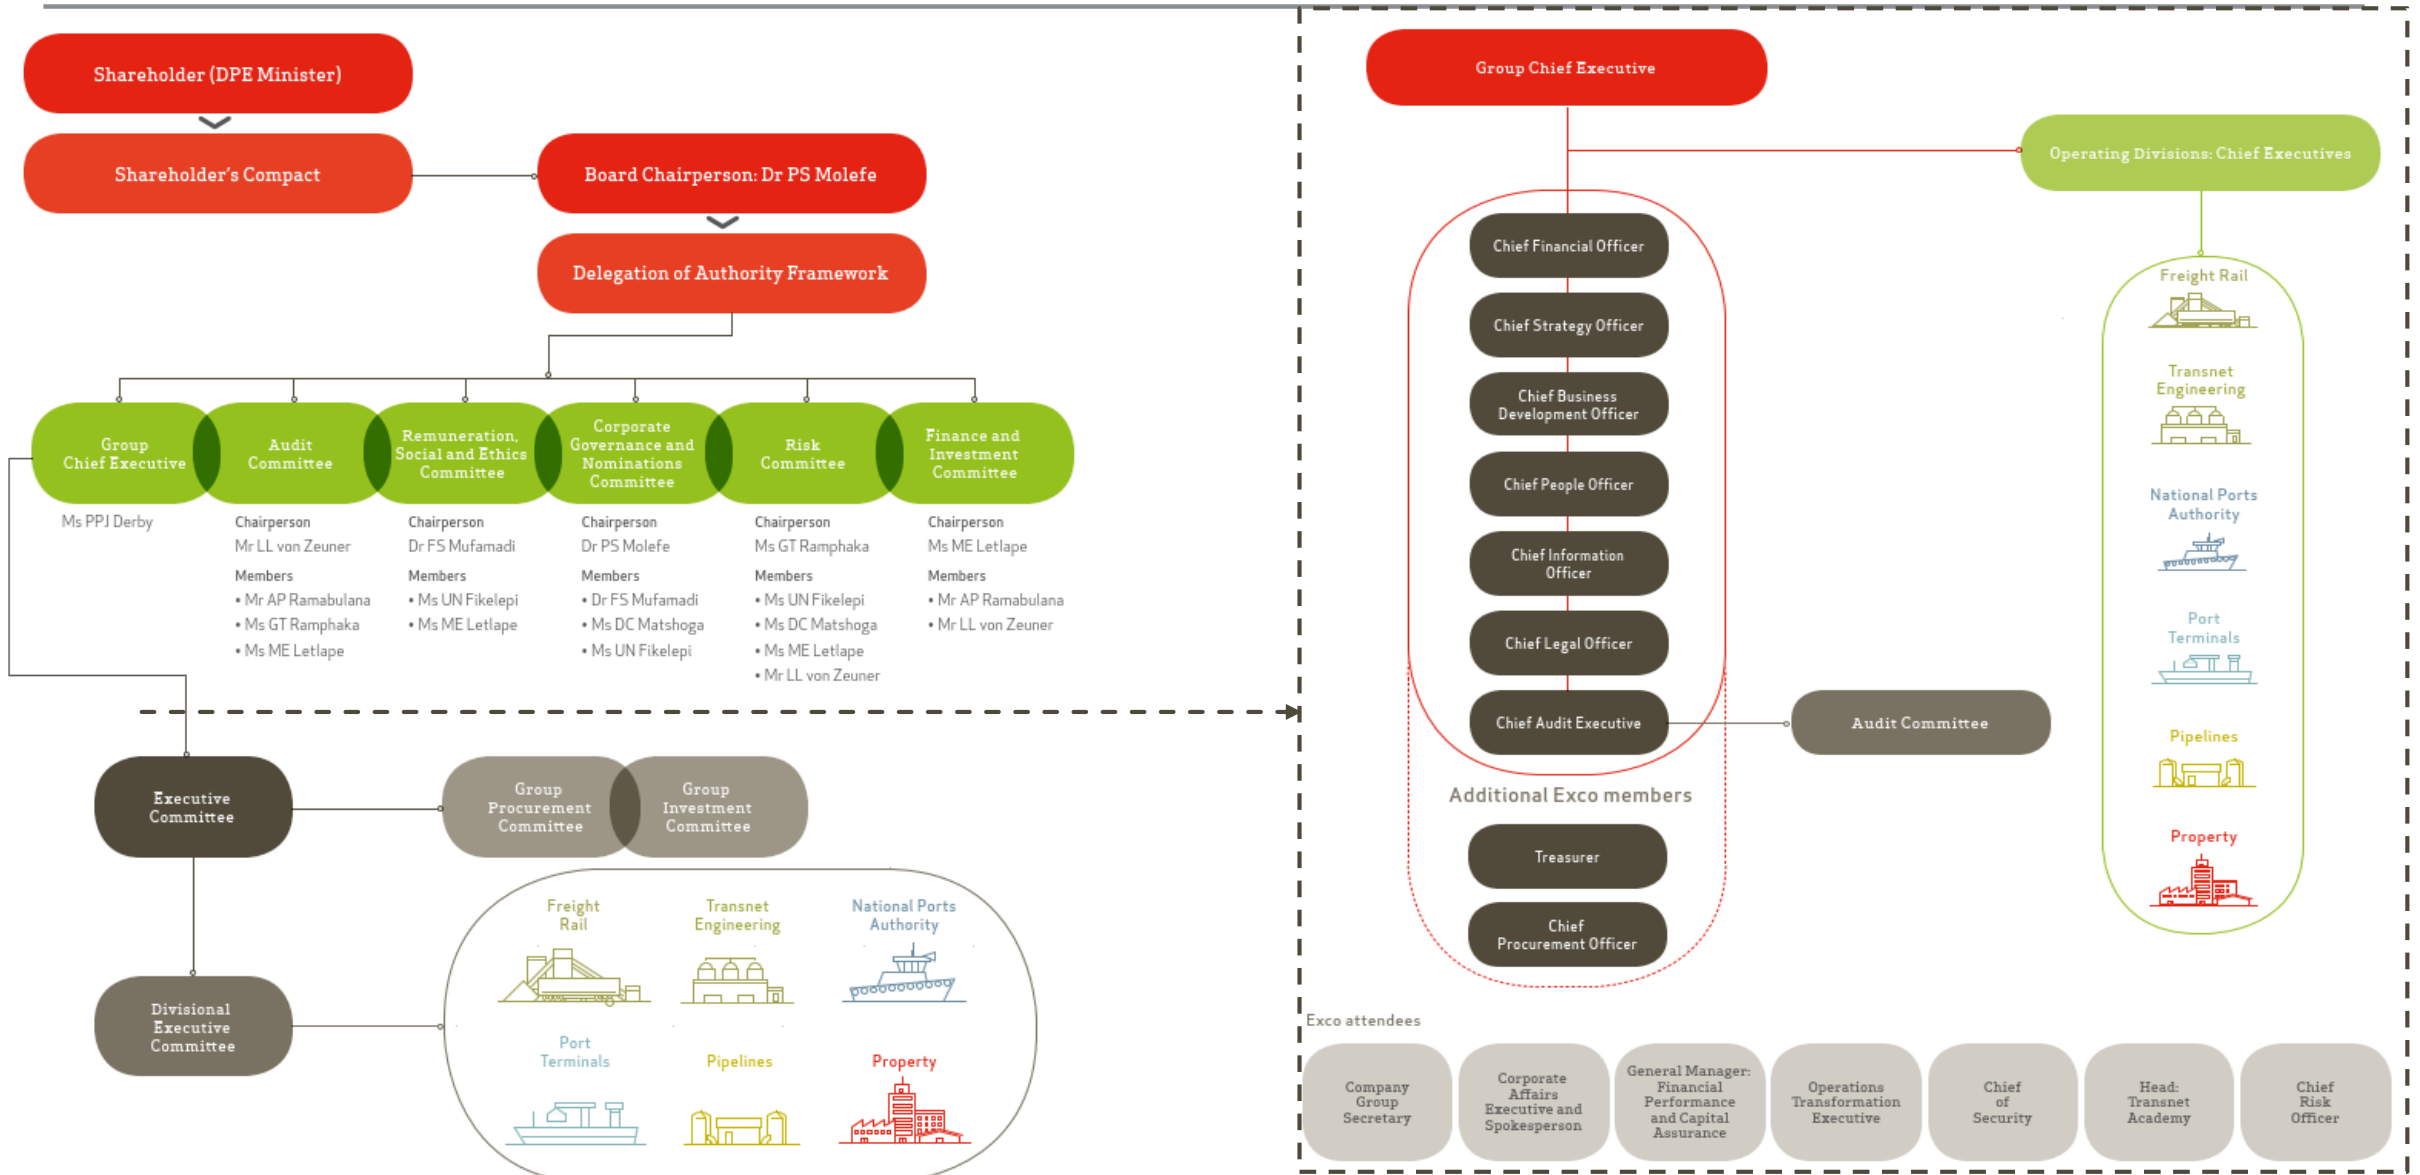 Shareholder (DPE Minister)
Shareholder's Compact
Board Chairperson: Dr PS Molefe
Delegation of Authority Framework
Group
Chief Executive
Ms PPJ Derby
Audit
Committee
Chairperson
Mr LL von Zeuner
Members
• Mr AP Ramabulana
• Ms GT Ramphaka
• Ms ME Letlape
Remuneration,
Social and Ethics
Committee
Chairperson
Dr FS Mufamadi
Members
• Ms UN Fikelepi
• Ms ME Letlape
Corporate
Governance and
Nominations
Committee
Chairperson
Dr PS Molefe
Members
• Dr FS Mufamadi
• Ms DC Matshoga
• Ms UN Fikelepi
Risk
Committee
Chairperson
Ms GT Ramphaka
Members
• Ms UN Fikelepi
• Ms DC Matshoga
• Ms ME Letlape
• Mr LL von Zeuner
Finance and
Investment
Committee
Chairperson
Ms ME Letlape
Members
• Mr AP Ramabulana
• Mr LL von Zeuner
Executive
Committee
Group
Procurement
Committee
Group
Investment
Committee
Divisional
Executive
Committee
Freight
Rail
Transnet
Engineering
National Ports
Authority
Port
Terminals
Pipelines
Property
Group Chief Executive
Operating Divisions: Chief Executives
Chief Financial Officer
Chief Strategy Officer
Chief Business
Development Officer
Chief People Officer
Chief Information
Officer
Chief Legal Officer
Chief Audit Executive
Audit Committee
Additional Exco members
Treasurer
Chief
Procurement Officer
Freight Rail
Transnet
Engineering
National Ports
Authority
Port
Terminals
Pipelines
Property
Exco attendees
Company
Group
Secretary
Corporate
Affairs
Executive and
Spokesperson
General Manager:
Financial
Performance
and Capital
Assurance
Operations
Transformation
Executive
Chief
of
Security
Head:
Transnet
Academy
Chief
Risk
Officer